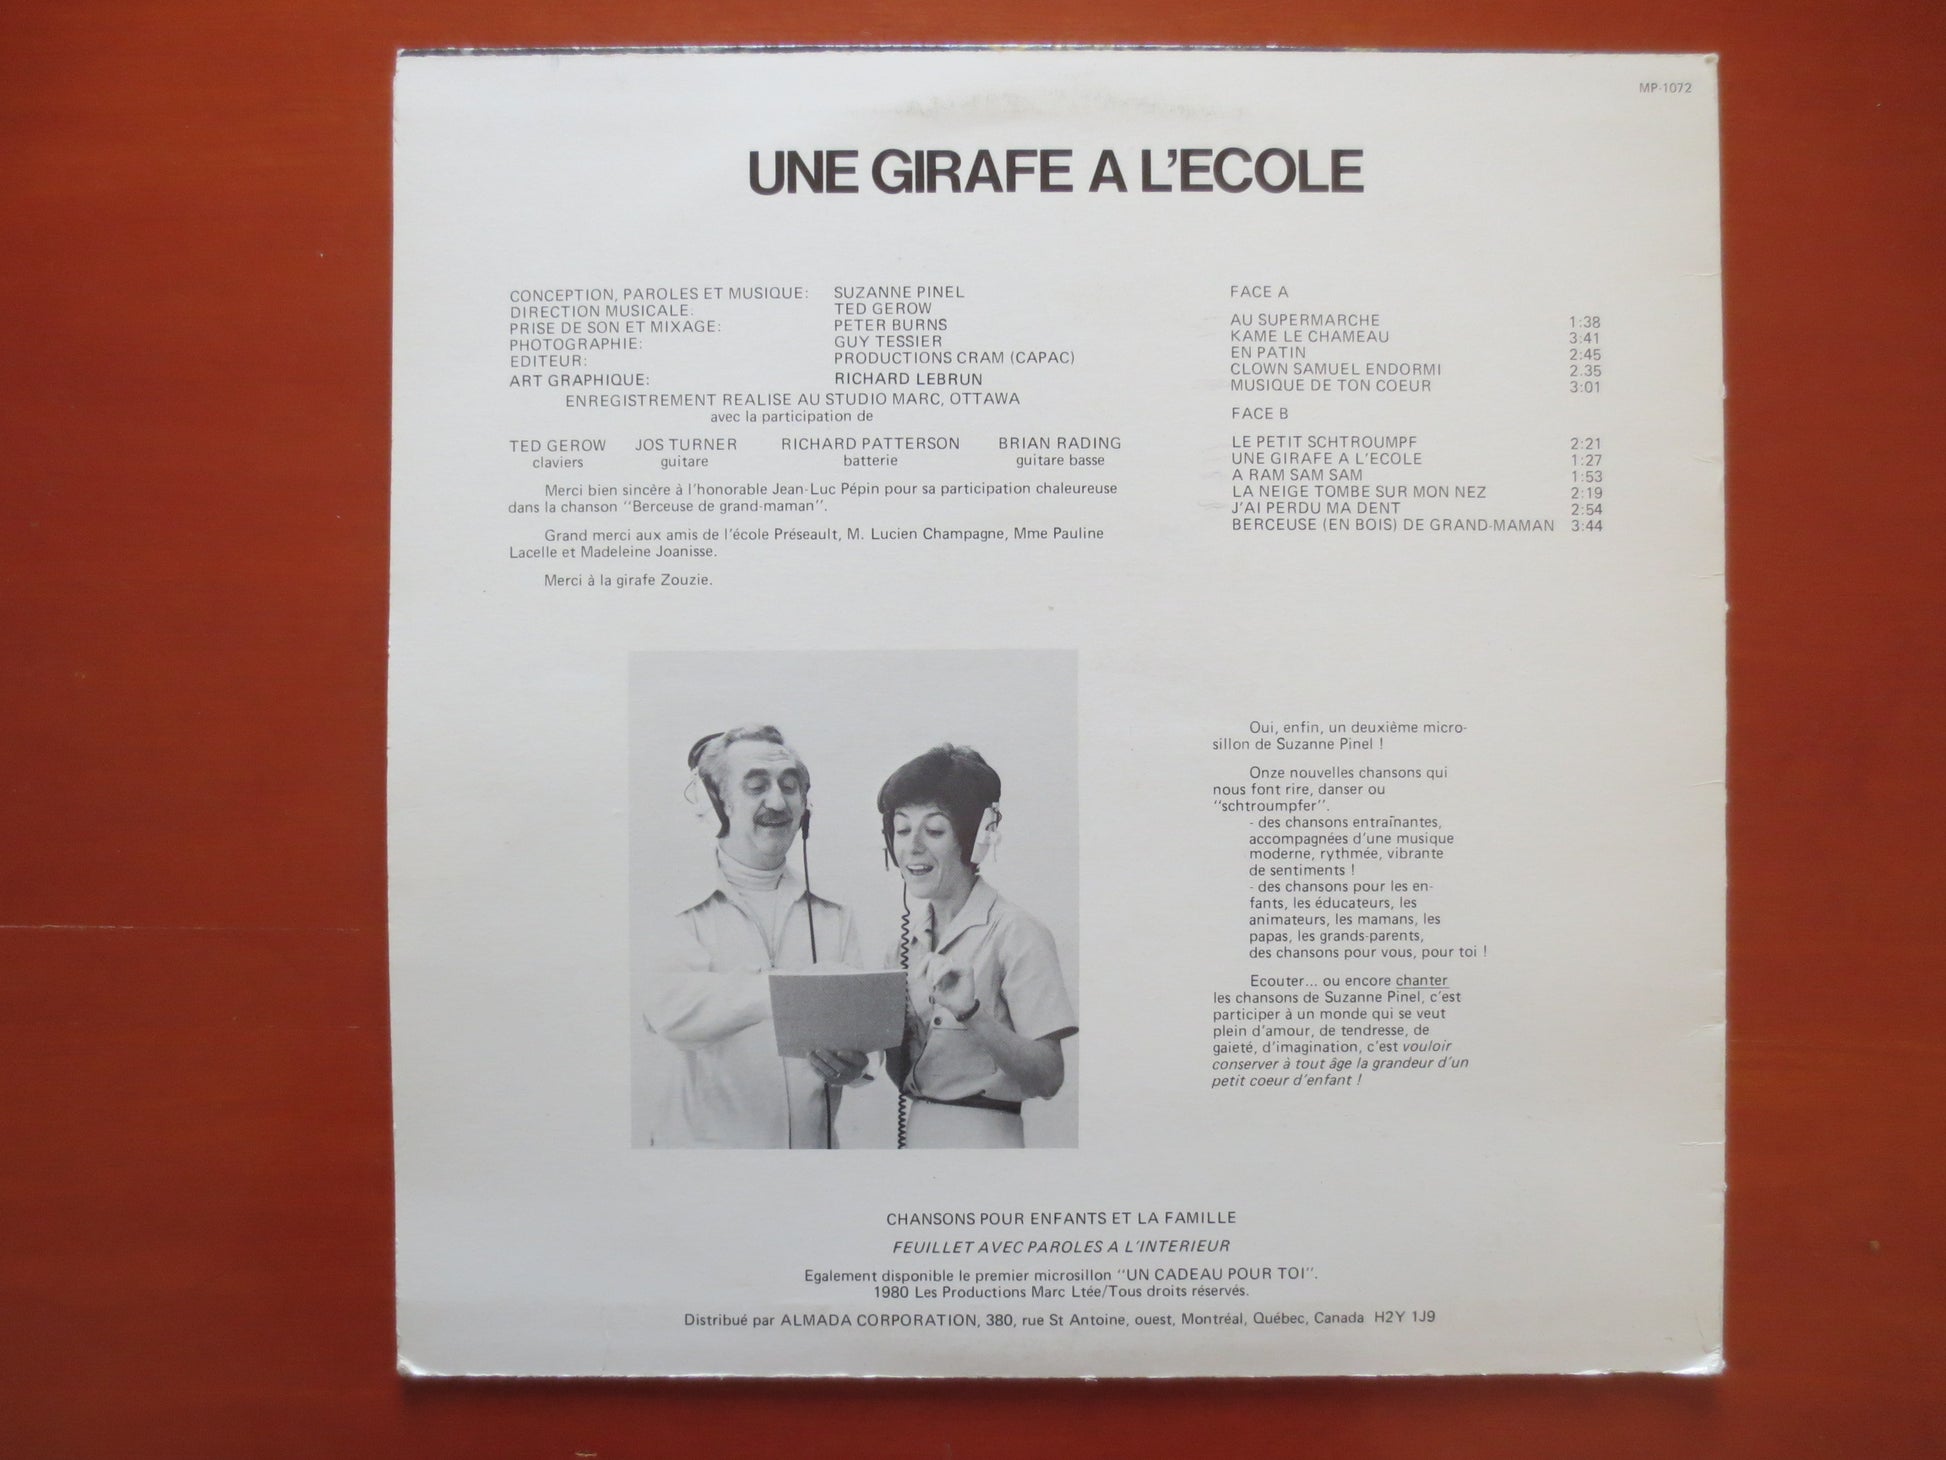 MP-1072
UNE GIRAFE A L'ECOLE
CONCEPTION, PAROLES ET MUSIQUE: SUZANNE PINEL
DIRECTION MUSICALE: TED GEROW
PRISE DE SON ET MIXAGE: PETER BURNS
PHOTOGRAPHIE: GUY TESSIER
EDITEUR: PRODUCTIONS CRAM (CAPAC)
ART GRAPHIQUE: RICHARD LEBRUN
ENREGISTREMENT REALISE AU STUDIO MARC, OTTAWA
avec la participation de
TED GEROW JOS TURNER RICHARD PATTERSON BRIAN RADING
claviers guitare batterie guitare basse
Merci bien sincère à l'honorable Jean-Luc Pépin pour sa participation chaleureuse
dans la chanson "Berceuse de grand-maman".
Grand merci aux amis de l'école Préseault, M. Lucien Champagne, Mme Pauline
Lacelle et Madeleine Joanisse.
Merci à la girafe Zouzie.
FACE A
AU SUPERMARCHE 1:38
KAME LE CHAMEAU 3:41
EN PATIN 2:45
CLOWN SAMUEL ENDORMI 2.35
MUSIQUE DE TON COEUR 3:01
FACE B
LE PETIT SCHTROUMPF 2:21
UNE GIRAFE A L'ECOLE 1:27
A RAM SAM SAM 1:53
LA NEIGE TOMBE SUR MON NEZ 2:19
J'AI PERDU MA DENT 2:54
BERCEUSE (EN BOIS) DE GRAND-MAMAN 3:44
Oui, enfin, un deuxième micro-
sillon de Suzanne Pinel !
Onze nouvelles chansons qui
nous font rire, danser ou
"schtroumpfer".
- des chansons entraînantes,
accompagnées d'une musique
moderne, rythmée, vibrante
de sentiments !
- des chansons pour les en-
fants, les éducateurs, les
animateurs, les mamans, les
papas, les grands-parents,
des chansons pour vous, pour toi !
Ecouter... ou encore chanter
les chansons de Suzanne Pinel, c'est
participer à un monde qui se veut
plein d'amour, de tendresse, de
gaieté, d'imagination, c'est vouloir
conserver à tout âge la grandeur d'un
petit coeur d'enfant !
CHANSONS POUR ENFANTS ET LA FAMILLE
FEUILLET AVEC PAROLES A L'INTERIEUR
Egalement disponible le premier microsillon "UN CADEAU POUR TOI".
1980 Les Productions Marc Ltée/Tous droits réservés.
Distribué par ALMADA CORPORATION, 380, rue St Antoine, ouest, Montréal, Québec, Canada H2Y 1J9